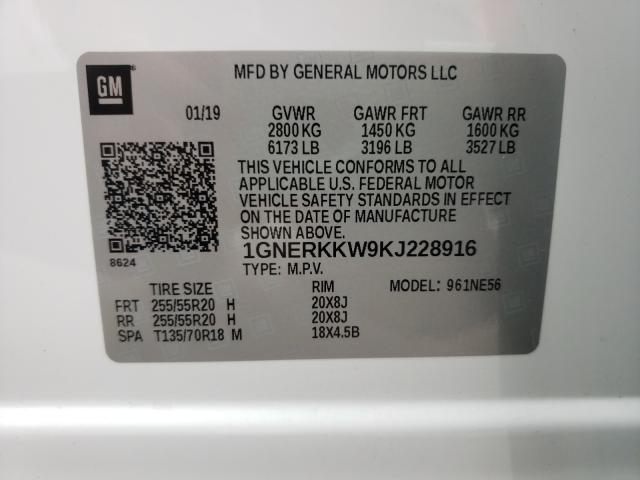 GM
MFD BY GENERAL MOTORS LLC
01/19 GVWR GAWR FRT GAWR RR
2800 KG 1450 KG 1600 KG
6173 LB 3196 LB 3527 LB
THIS VEHICLE CONFORMS TO ALL
APPLICABLE U.S. FEDERAL MOTOR
VEHICLE SAFETY STANDARDS IN EFFECT
ON THE DATE OF MANUFACTURE
SHOWN ABOVE.
8624
1GNERKKW9KJ228916
TYPE: M.P.V.
TIRE SIZE RIM MODEL: 961NE56
FRT 255/55R20 H 20X8J
RR 255/55R20 H 20X8J
SPA T135/70R18 M 18X4.5B